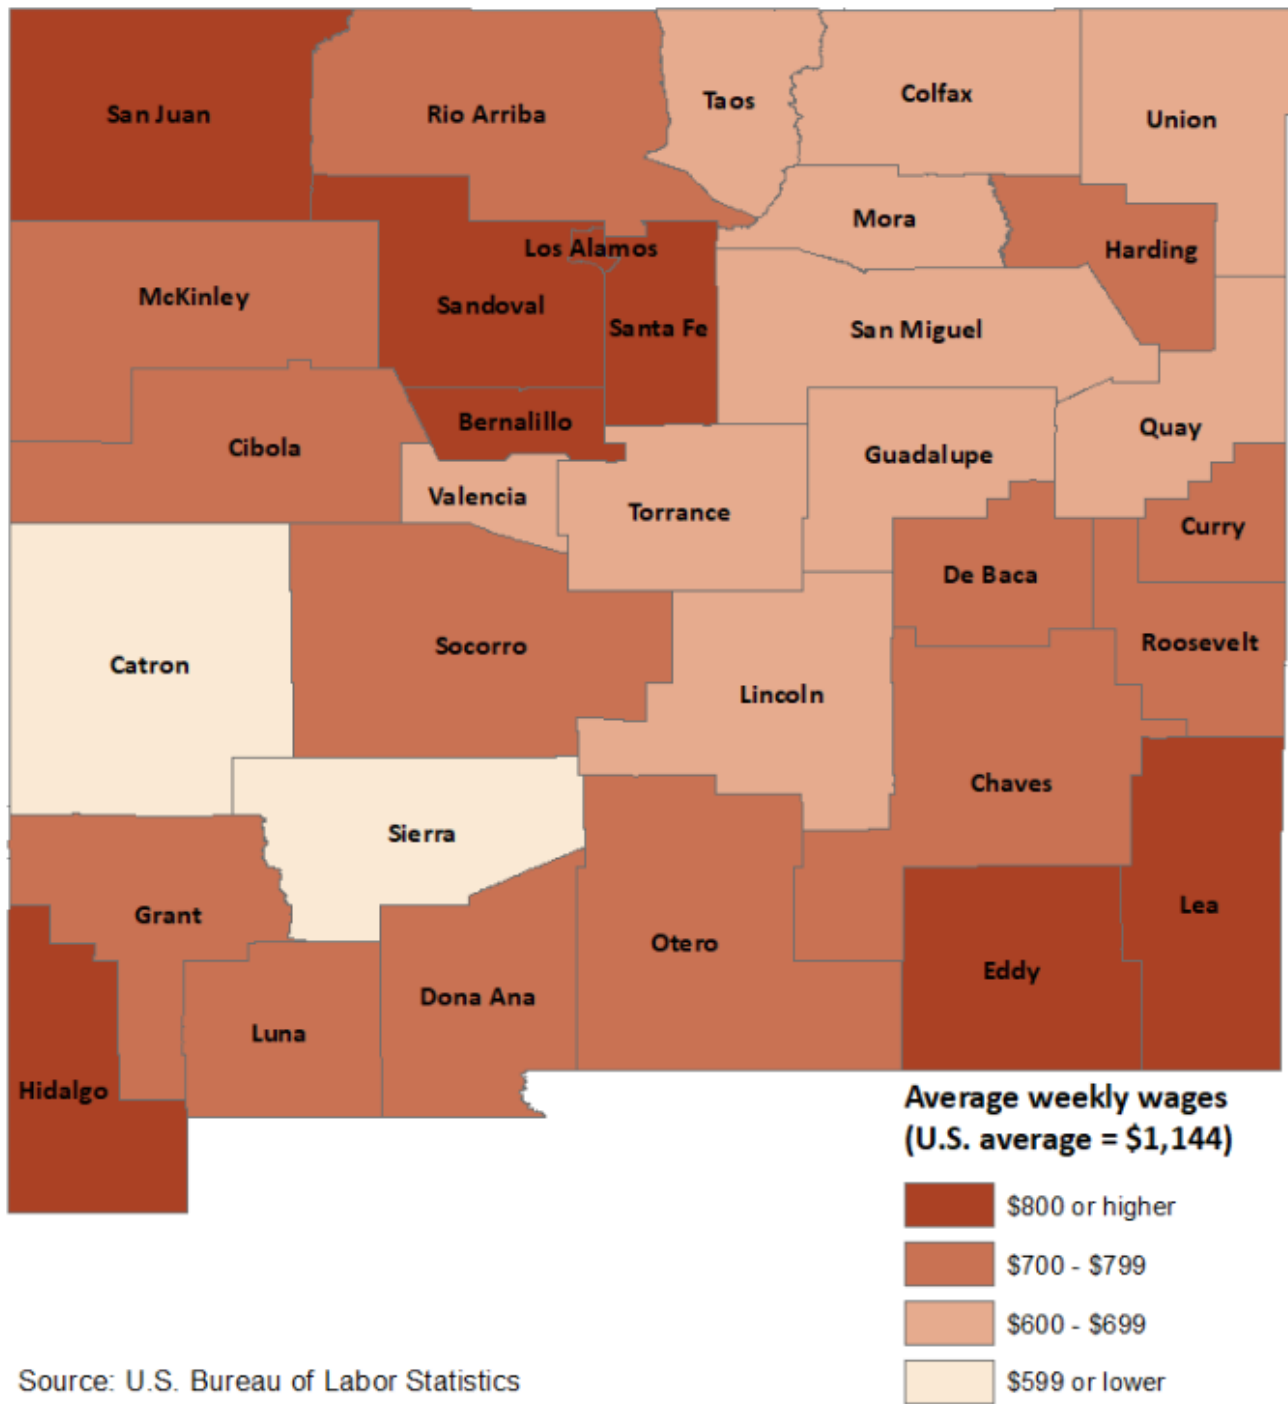 San Juan
Rio Arriba
Taos
Colfax
Union
Mora
Los Alamos
Harding
McKinley
Sandoval
Santa Fe
San Miguel
Bernalillo
Quay
Cibola
Guadalupe
Valencia
Torrance
Curry
De Baca
Socorro
Roosevelt
Catron
Lincoln
Chaves
Sierra
Lea
Grant
Otero
Eddy
Dona Ana
Luna
Hidalgo
Average weekly wages
(U.S. average = $1,144)
$800 or higher
$700 - $799
$600 - $699
$599 or lower
Source: U.S. Bureau of Labor Statistics